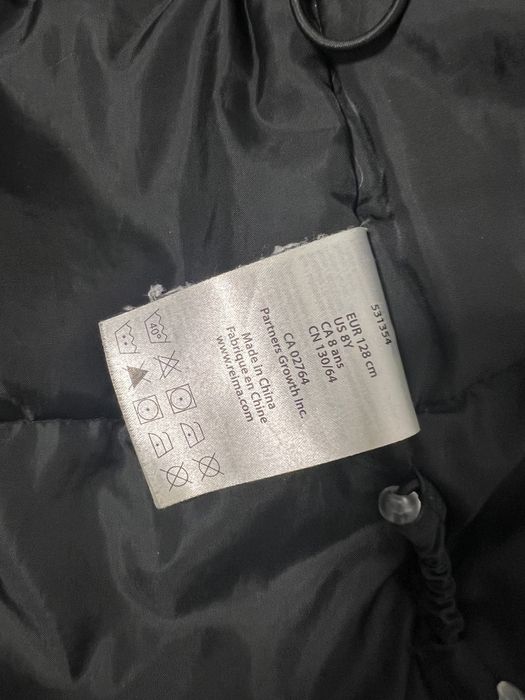 531354
EUR 128 cm
US 8Y
CA 8 ans
CN 130/64
CA 02764
Partners Growth Inc.
Made in China
Fabriqué en Chine
www.reima.com
40°